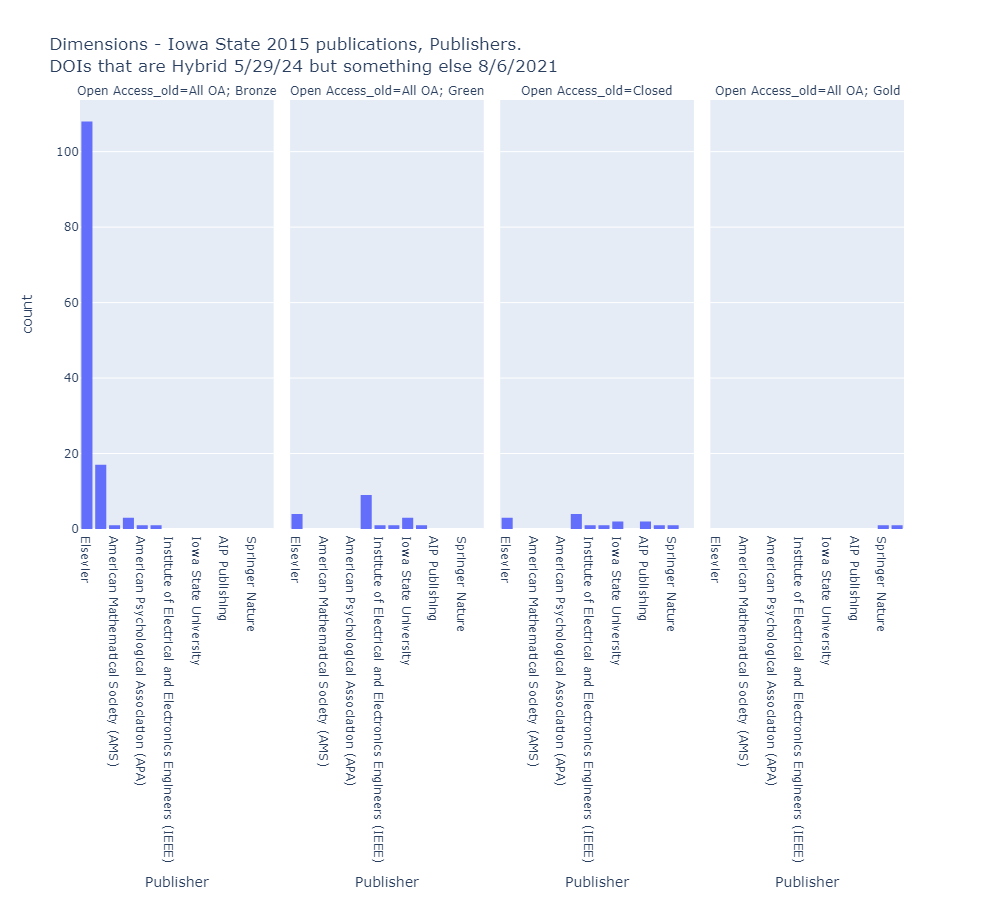 Dimensions - Iowa State 2015 publications, Publishers.
DOIs that are Hybrid 5/29/24 but something else 8/6/2021
Open Access_old=All OA; Bronze
Open Access_old=All OA; Green
Open Access_old=Closed
Open Access_old=All OA; Gold
count
100
80
60
40
20
0
Elsevier
American Mathematical Society (AMS)
American Psychological Association (APA)
Institute of Electrical and Electronics Engineers (IEEE)
Iowa State University
AIP Publishing
Springer Nature
Elsevier
American Mathematical Society (AMS)
American Psychological Association (APA)
Institute of Electrical and Electronics Engineers (IEEE)
Iowa State University
AIP Publishing
Springer Nature
Elsevier
American Mathematical Society (AMS)
American Psychological Association (APA)
Institute of Electrical and Electronics Engineers (IEEE)
Iowa State University
AIP Publishing
Springer Nature
Elsevier
American Mathematical Society (AMS)
American Psychological Association (APA)
Institute of Electrical and Electronics Engineers (IEEE)
Iowa State University
AIP Publishing
Springer Nature
Publisher
Publisher
Publisher
Publisher